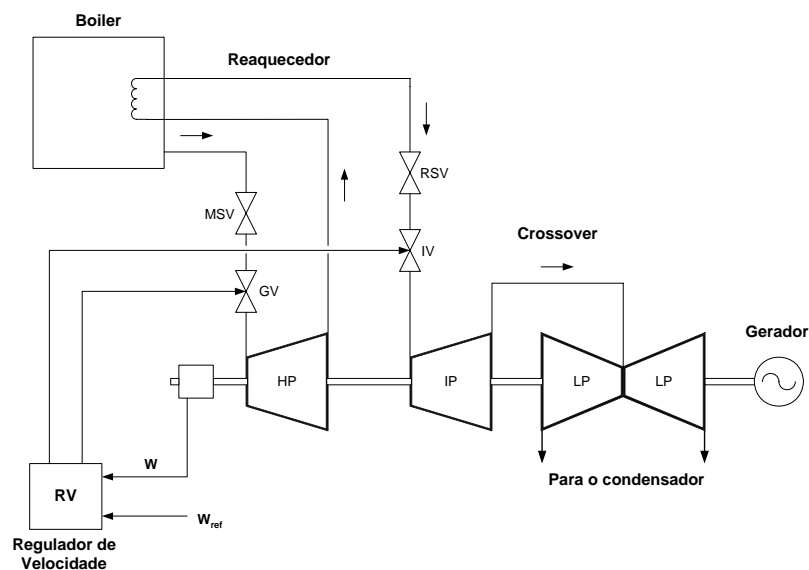 Boiler
Reaquecedor
RSV
MSV
IV
Crossover
GV
Gerador
HP
IP
LP
LP
W
Para o condensador
RV
Wref
Regulador de
Velocidade